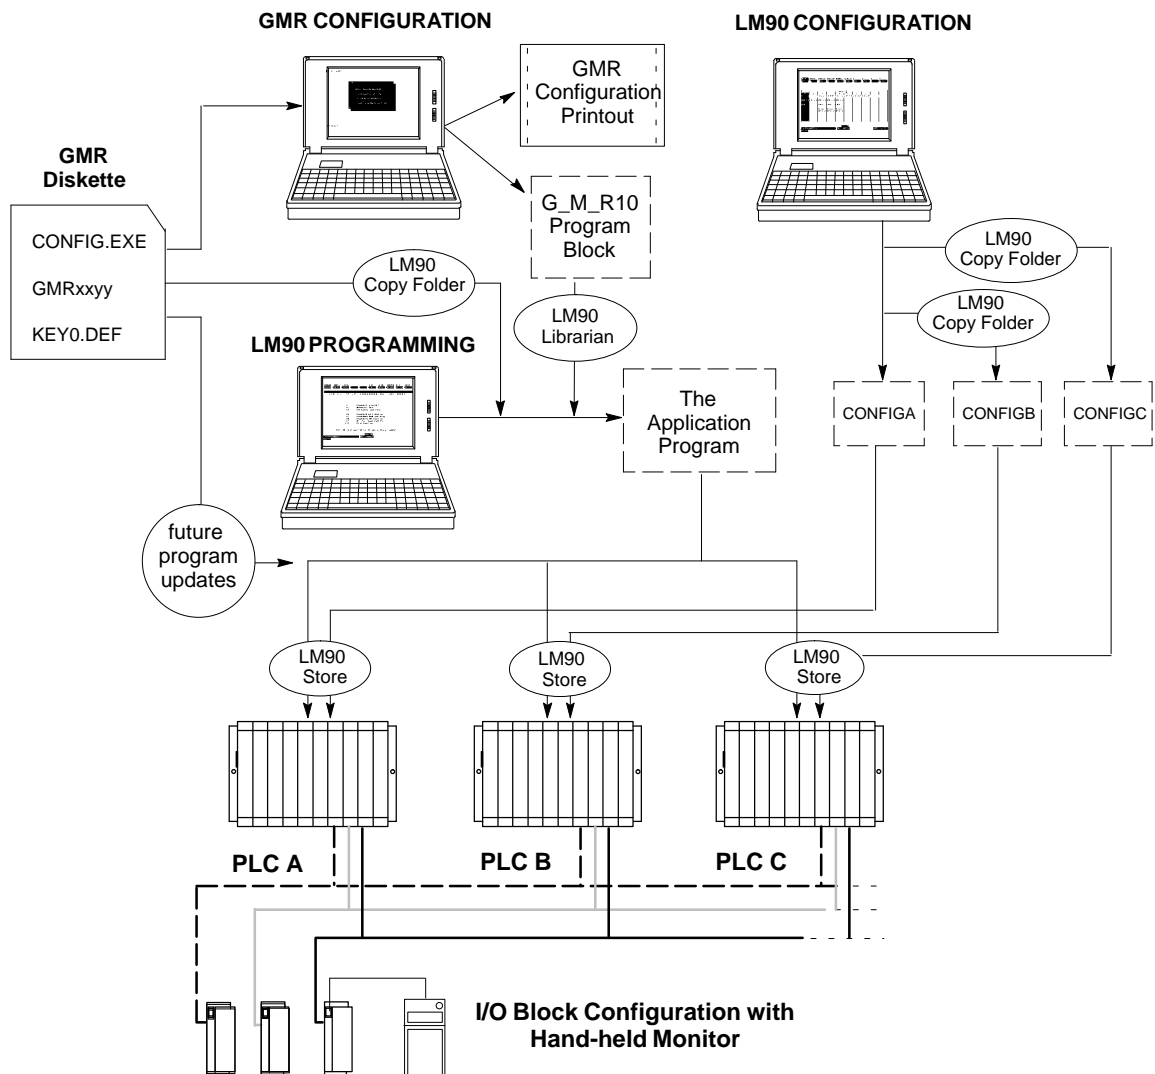 GMR CONFIGURATION
LM90 CONFIGURATION
GMR
Configuration
Printout
GMR
Diskette
CONFIG.EXE
GMRxxyy
KEY0.DEF
G_M_R10
Program
Block
LM90
Copy Folder
LM90
Copy Folder
LM90
Copy Folder
LM90
Librarian
LM90 PROGRAMMING
The
Application
Program
CONFIGA
CONFIGB
CONFIGC
future
program
updates
LM90
Store
LM90
Store
LM90
Store
PLC A
PLC B
PLC C
I/O Block Configuration with
Hand-held Monitor